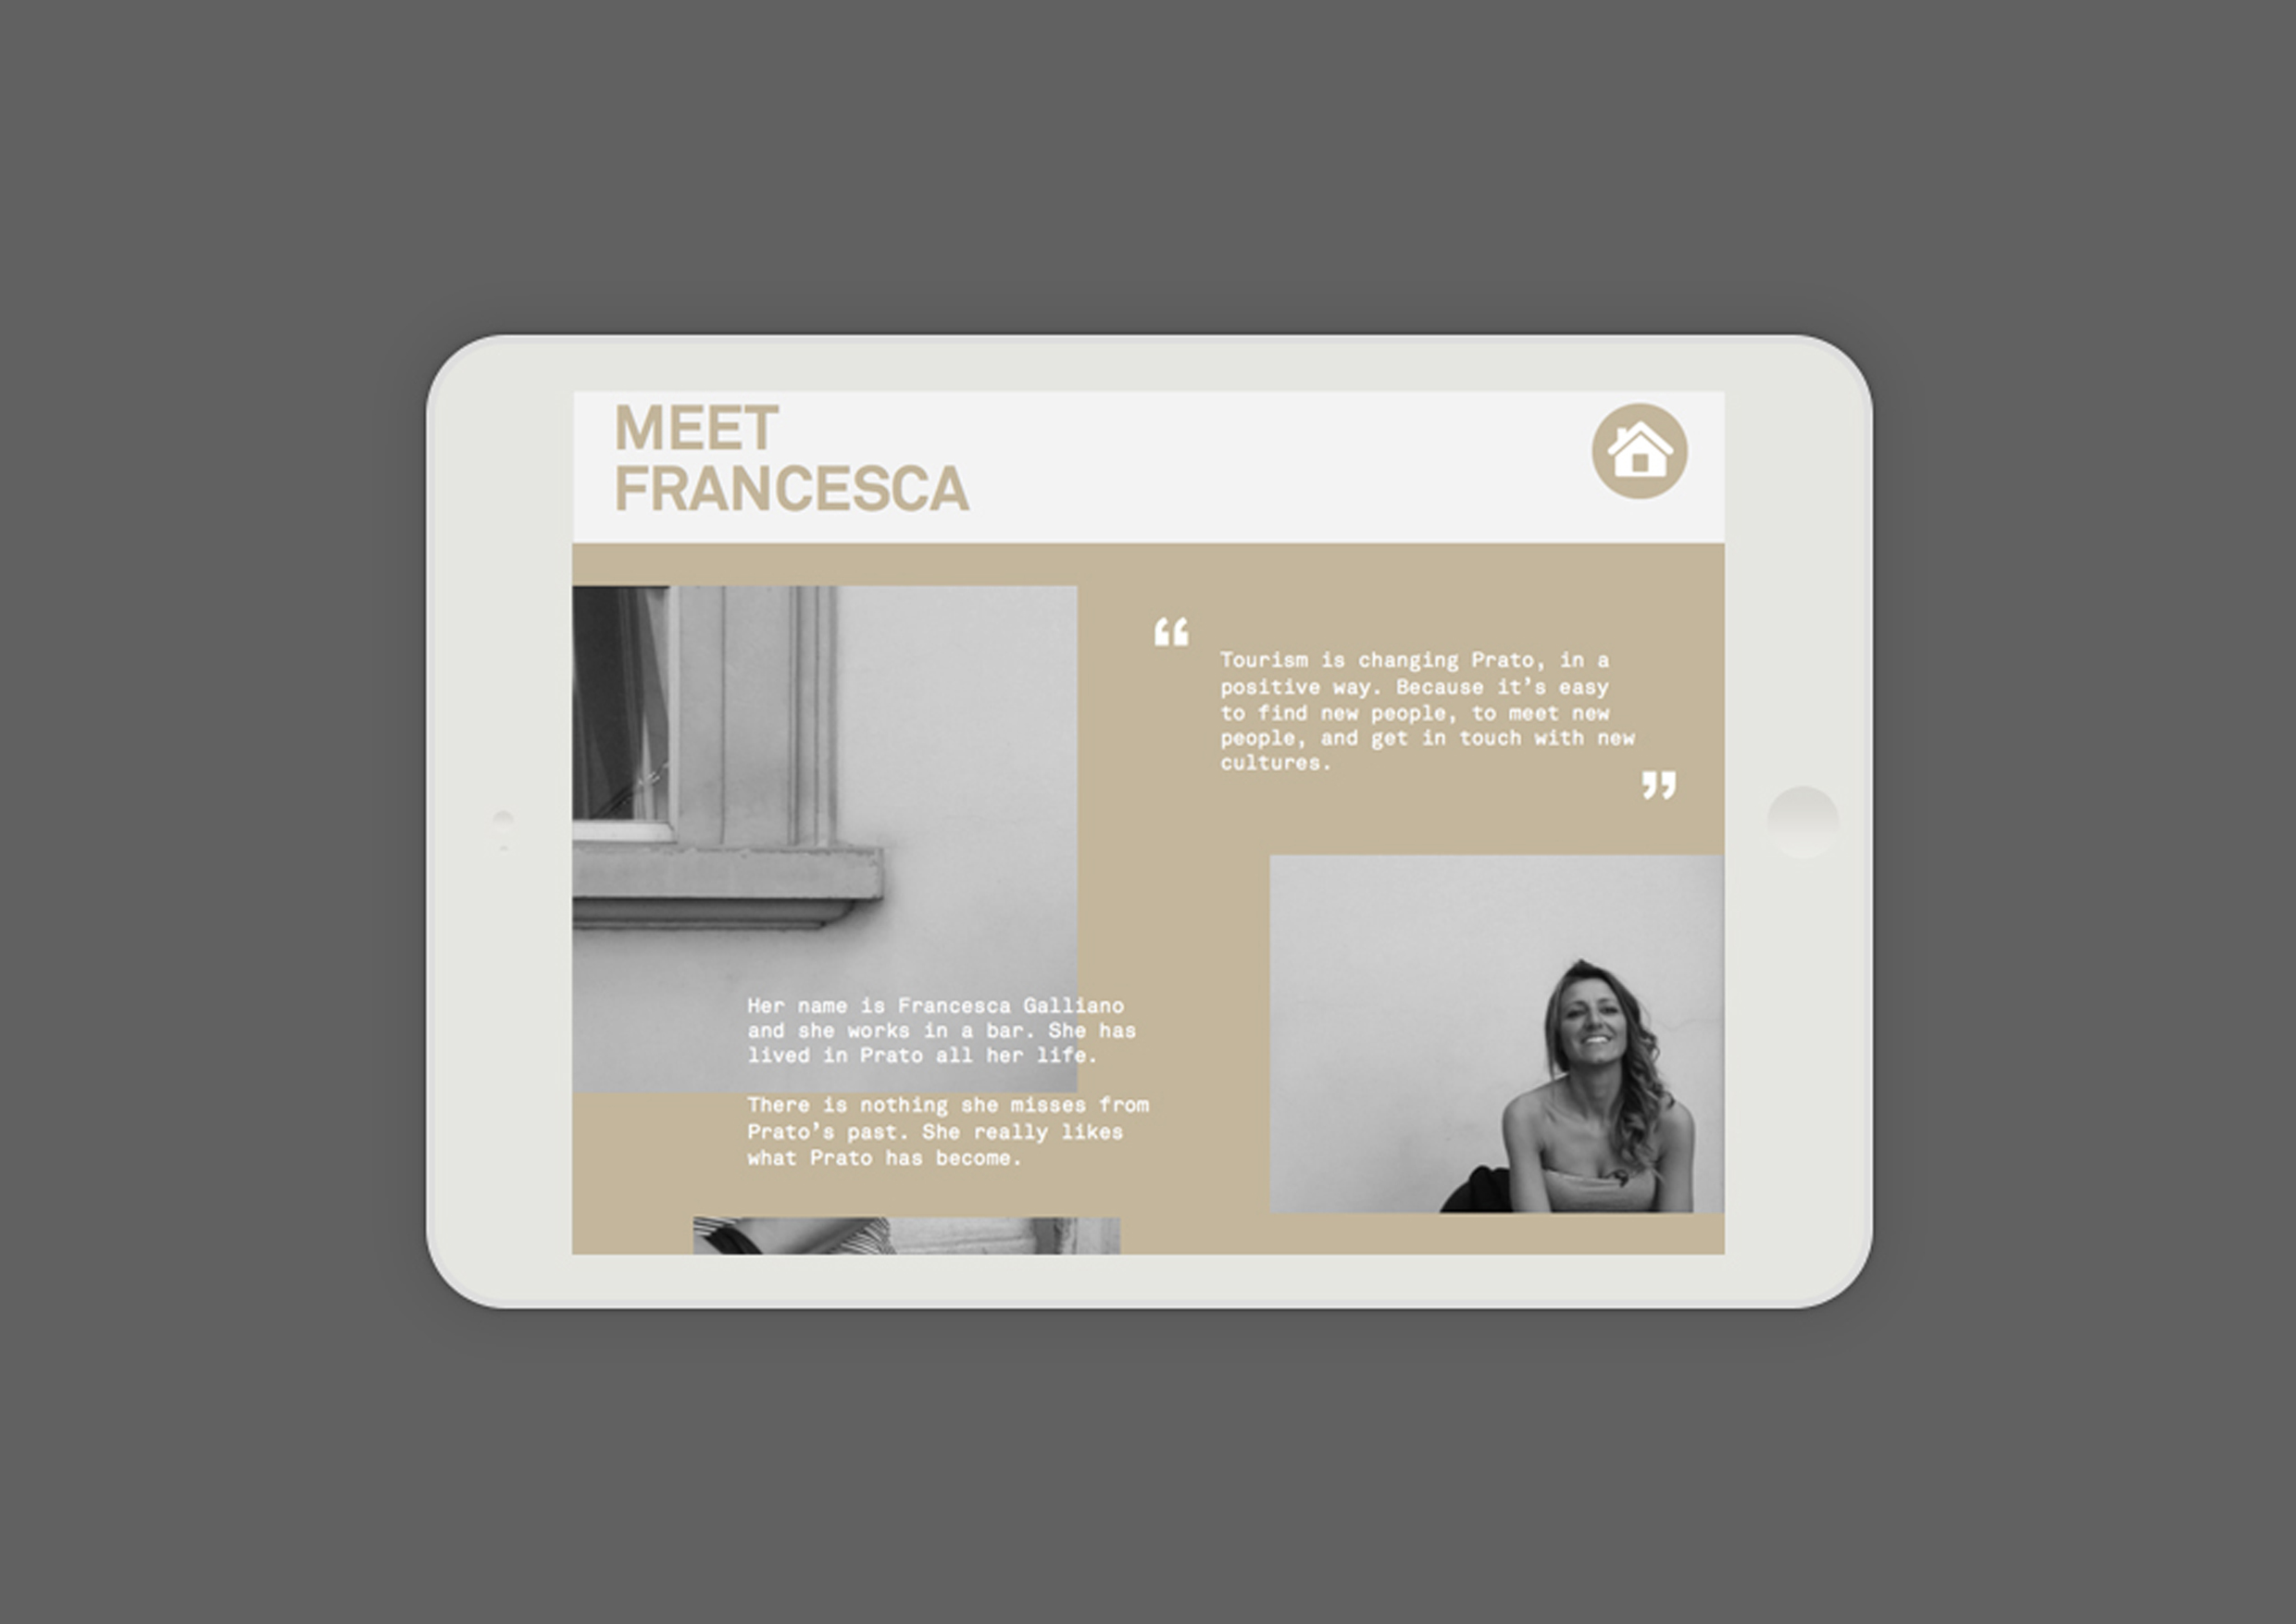 MEET
FRANCESCA
“
Tourism is changing Prato, in a
positive way. Because it’s easy
to find new people, to meet new
people, and get in touch with new
cultures.
”
Her name is Francesca Galliano
and she works in a bar. She has
lived in Prato all her life.
There is nothing she misses from
Prato’s past. She really likes
what Prato has become.